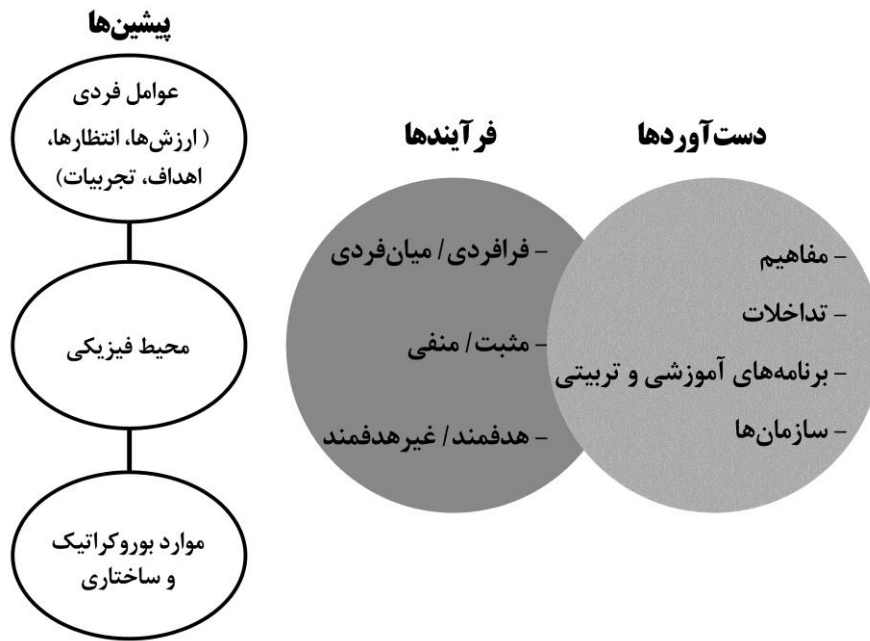 پیشین‌ها
عوامل فردی
( ارزش‌ها، انتظارها،
اهداف، تجربیات)
محیط فیزیکی
موارد بوروکراتیک
و ساختاری
دست‌آوردها
– مفاهیم
– تداخلات
– برنامه‌های آموزشی و تربیتی
– سازمان‌ها
فرآیندها
– فرافردی / میان‌فردی
– مثبت / منفی
– هدفمند / غیرهدفمند